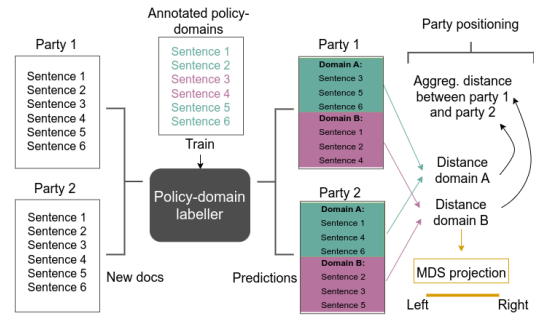 Annotated policy-
domains
Sentence 1
Sentence 2
Sentence 3
Sentence 4
Sentence 5
Sentence 6
Train
Party 1
Sentence 1
Sentence 2
Sentence 3
Sentence 4
Sentence 5
Sentence 6
Party 2
Sentence 1
Sentence 2
Sentence 3
Sentence 4
Sentence 5
Sentence 6
New docs
Policy-domain
labeller
Predictions
Party 1
Domain A:
Sentence 3
Sentence 5
Sentence 6
Domain B:
Sentence 1
Sentence 2
Sentence 4
Party 2
Domain A:
Sentence 1
Sentence 4
Sentence 6
Domain B:
Sentence 2
Sentence 3
Sentence 5
Party positioning
Aggreg. distance
between party 1
and party 2
Distance
domain A
Distance
domain B
MDS projection
Left
Right